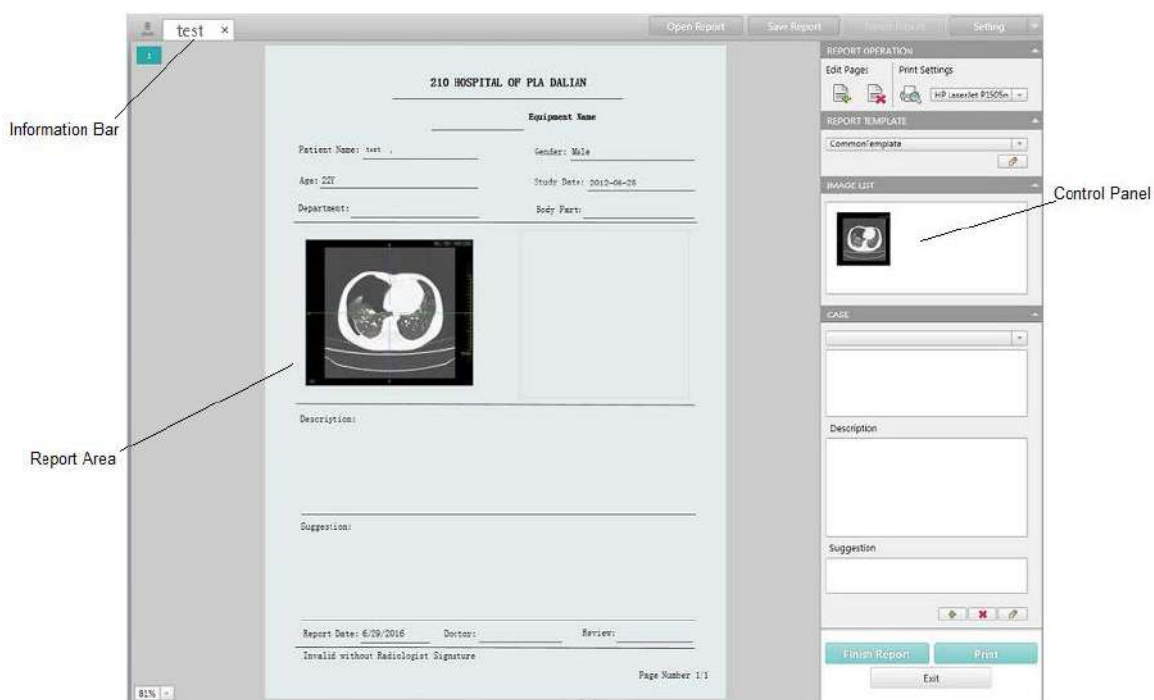 test ×
Open Report Save Report Setting
1
Information Bar
210 HOSPITAL OF PLA DALIAN
Equipment Name
Patient Name: test .
Gender: Male
Age: 22Y
Study Date: 2012-06-26
Department:
Body Part:
Report Area
Description:
Suggestion:
Report Date: 6/29/2016 Doctor: Review:
Invalid without Radiologist Signature
Page Number 1/1
81%
REPORT OPERATION
Edit Page: Print Settings
HP LaserJet P1505n
REPORT TEMPLATE
CommonTemplate
IMAGE LIST
Control Panel
CASE
Description
Suggestion
Finish Report Print
Exit